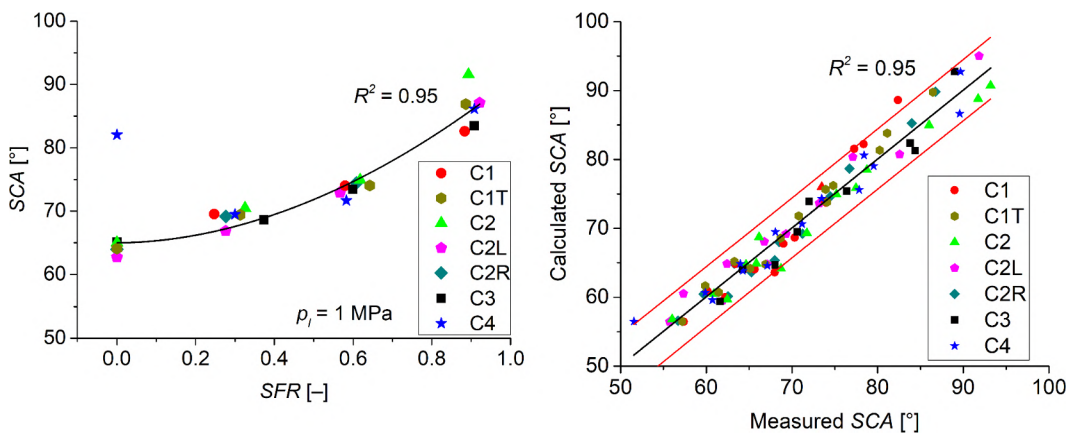 100
90
80
70
60
50
SCA [°]
R² = 0.95
p_l = 1 MPa
C1
C1T
C2
C2L
C2R
C3
C4
0.0 0.2 0.4 0.6 0.8 1.0
SFR [–]
100
90
80
70
60
50
Calculated SCA [°]
R² = 0.95
C1
C1T
C2
C2L
C2R
C3
C4
50 60 70 80 90 100
Measured SCA [°]